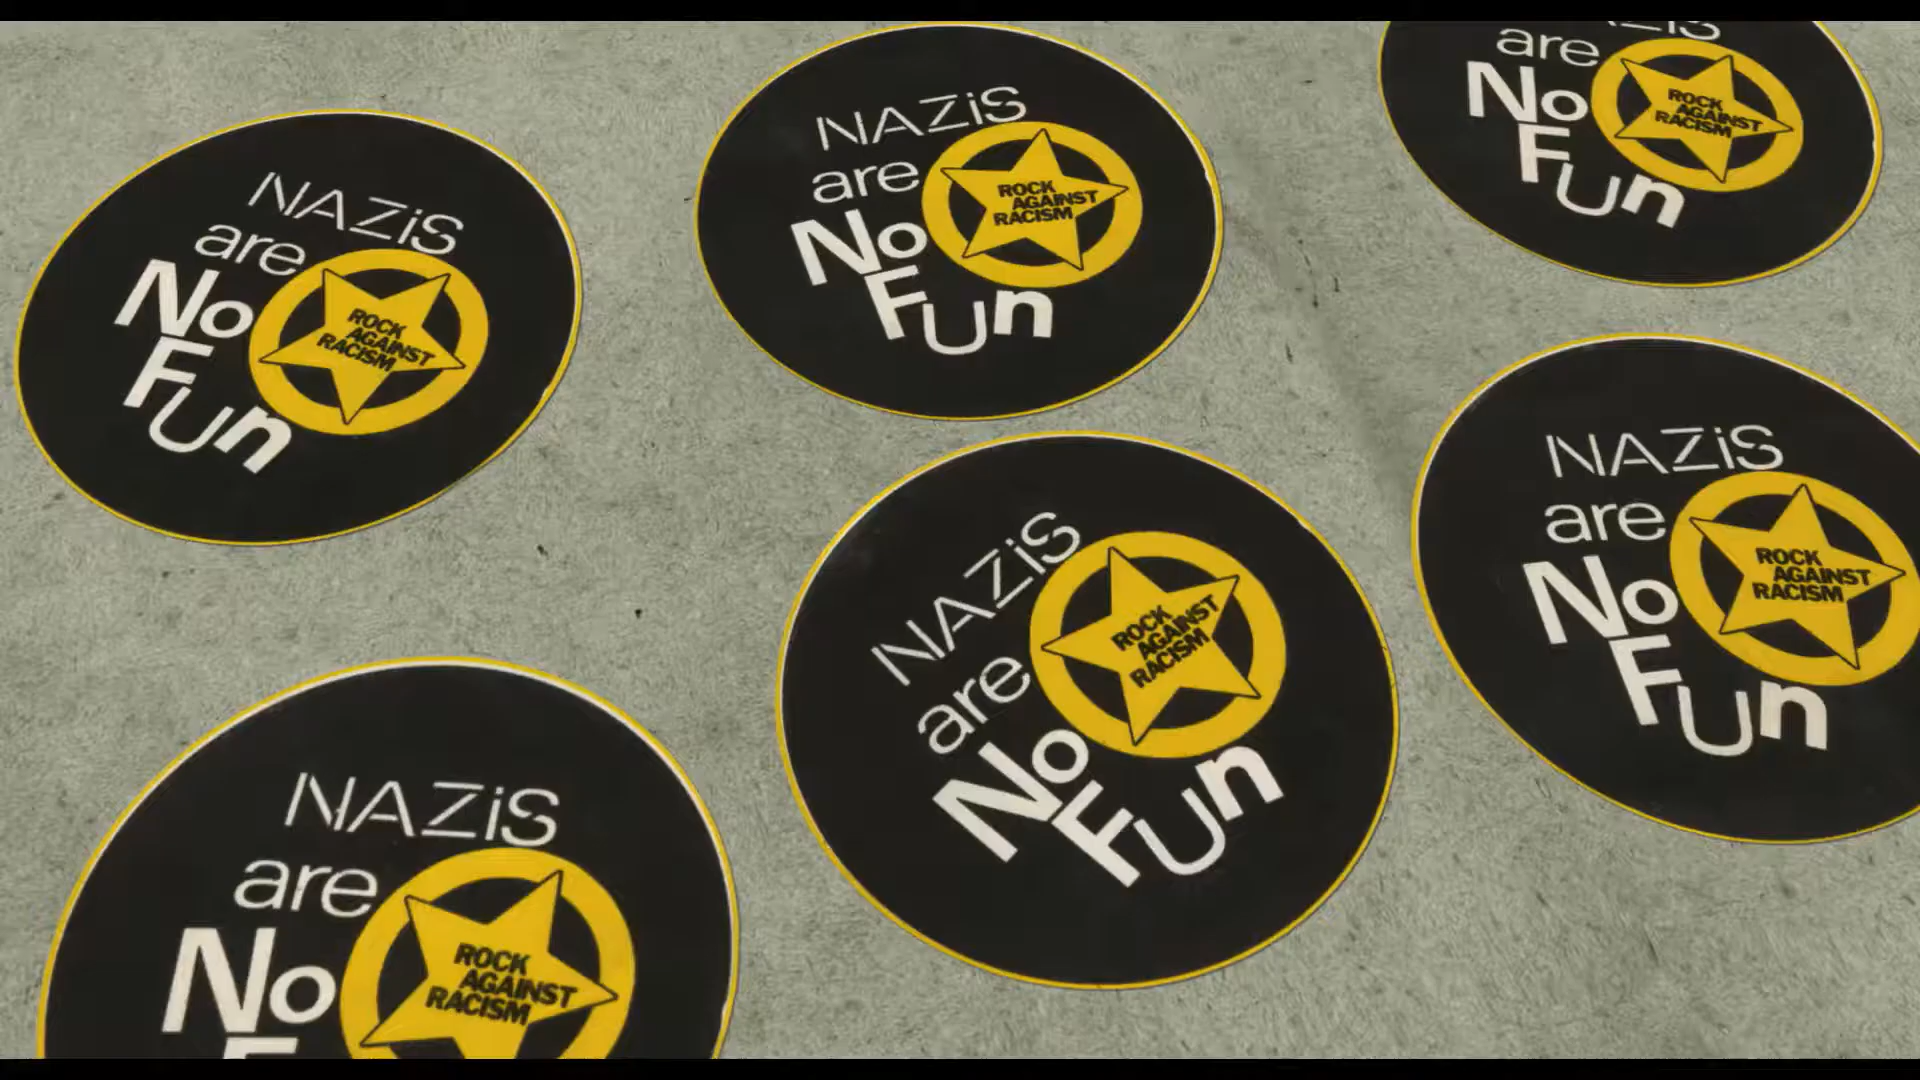 NAZiS
are
No
Fun
ROCK
AGAINST
RACISM
NAZiS
are
No
Fun
ROCK
AGAINST
RACISM
are
No
Fun
ROCK
AGAINST
RACISM
NAZiS
are
No
ROCK
AGAINST
RACISM
NAZiS
are
No
Fun
ROCK
AGAINST
RACISM
NAZiS
are
No
Fun
ROCK
AGAINST
RACISM